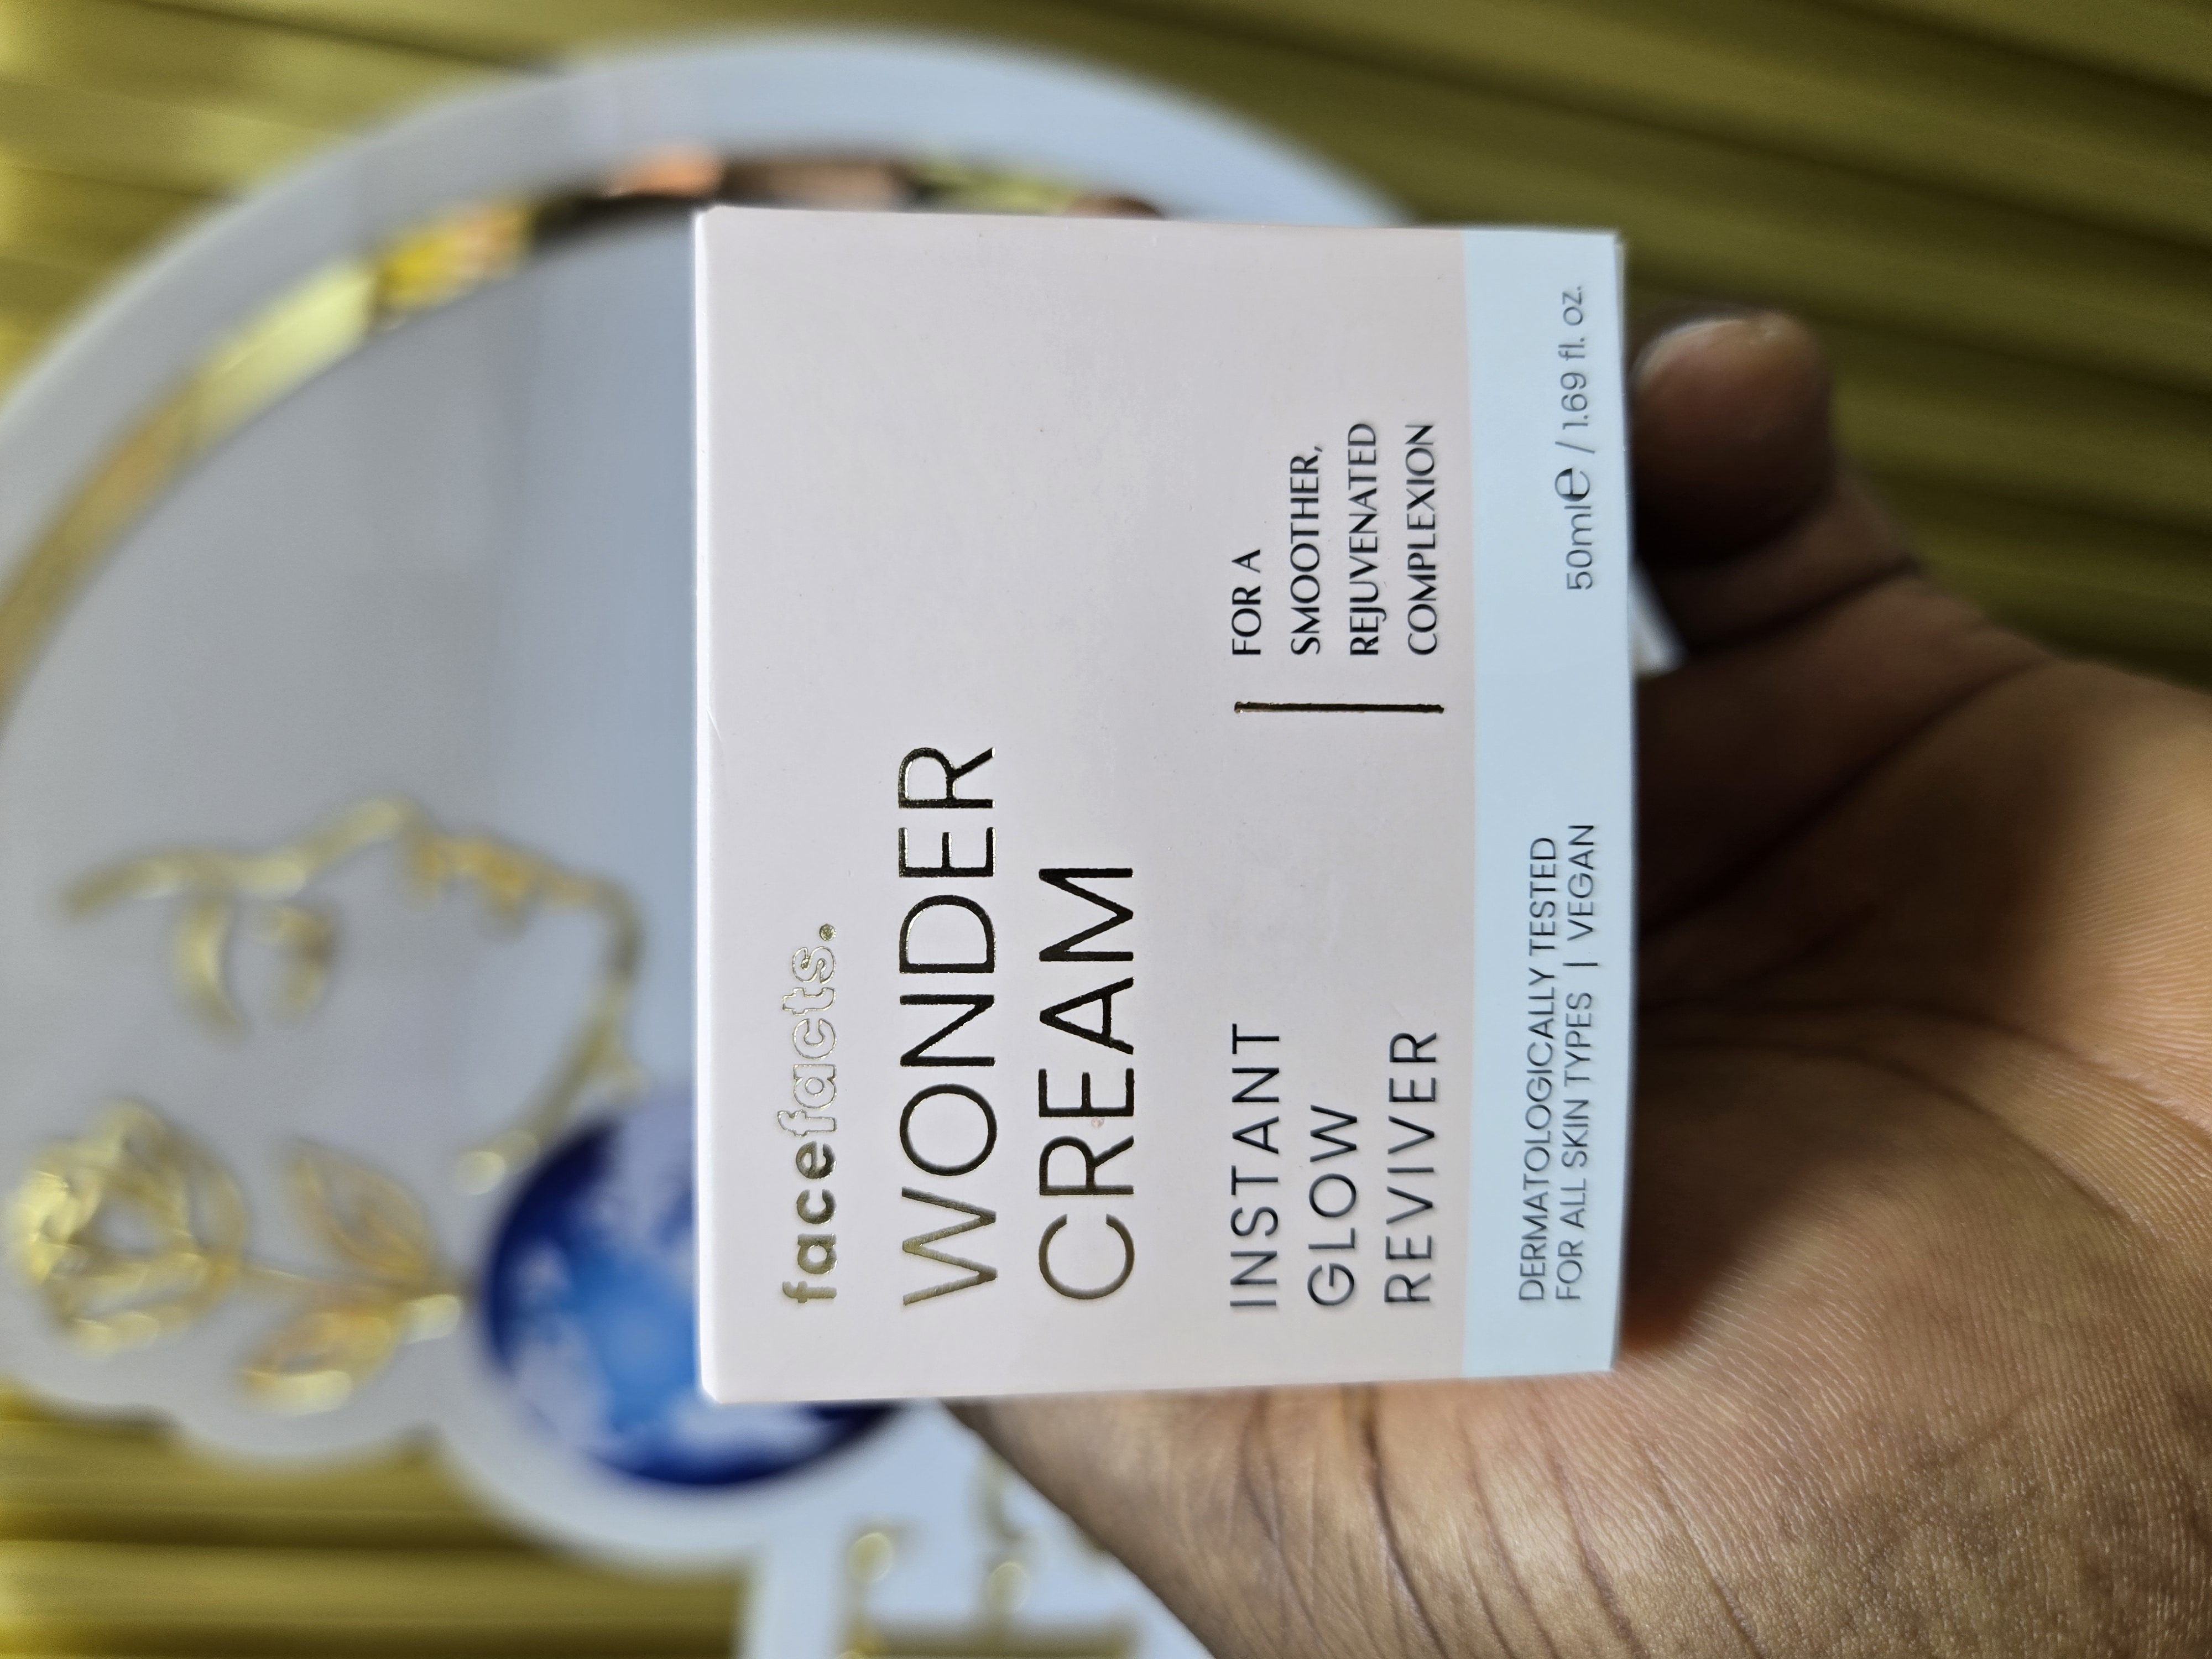 facefacts.
WONDER
CREAM
INSTANT
GLOW
REVIVER
FOR A
SMOOTHER,
REJUVENATED
COMPLEXION
DERMATOLOGICALLY TESTED
FOR ALL SKIN TYPES | VEGAN
50ml℮ / 1.69 fl. oz.